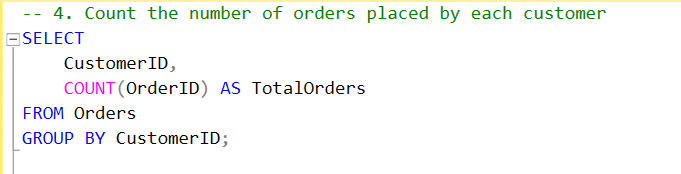 -- 4. Count the number of orders placed by each customer
SELECT
    CustomerID,
    COUNT(OrderID) AS TotalOrders
FROM Orders
GROUP BY CustomerID;